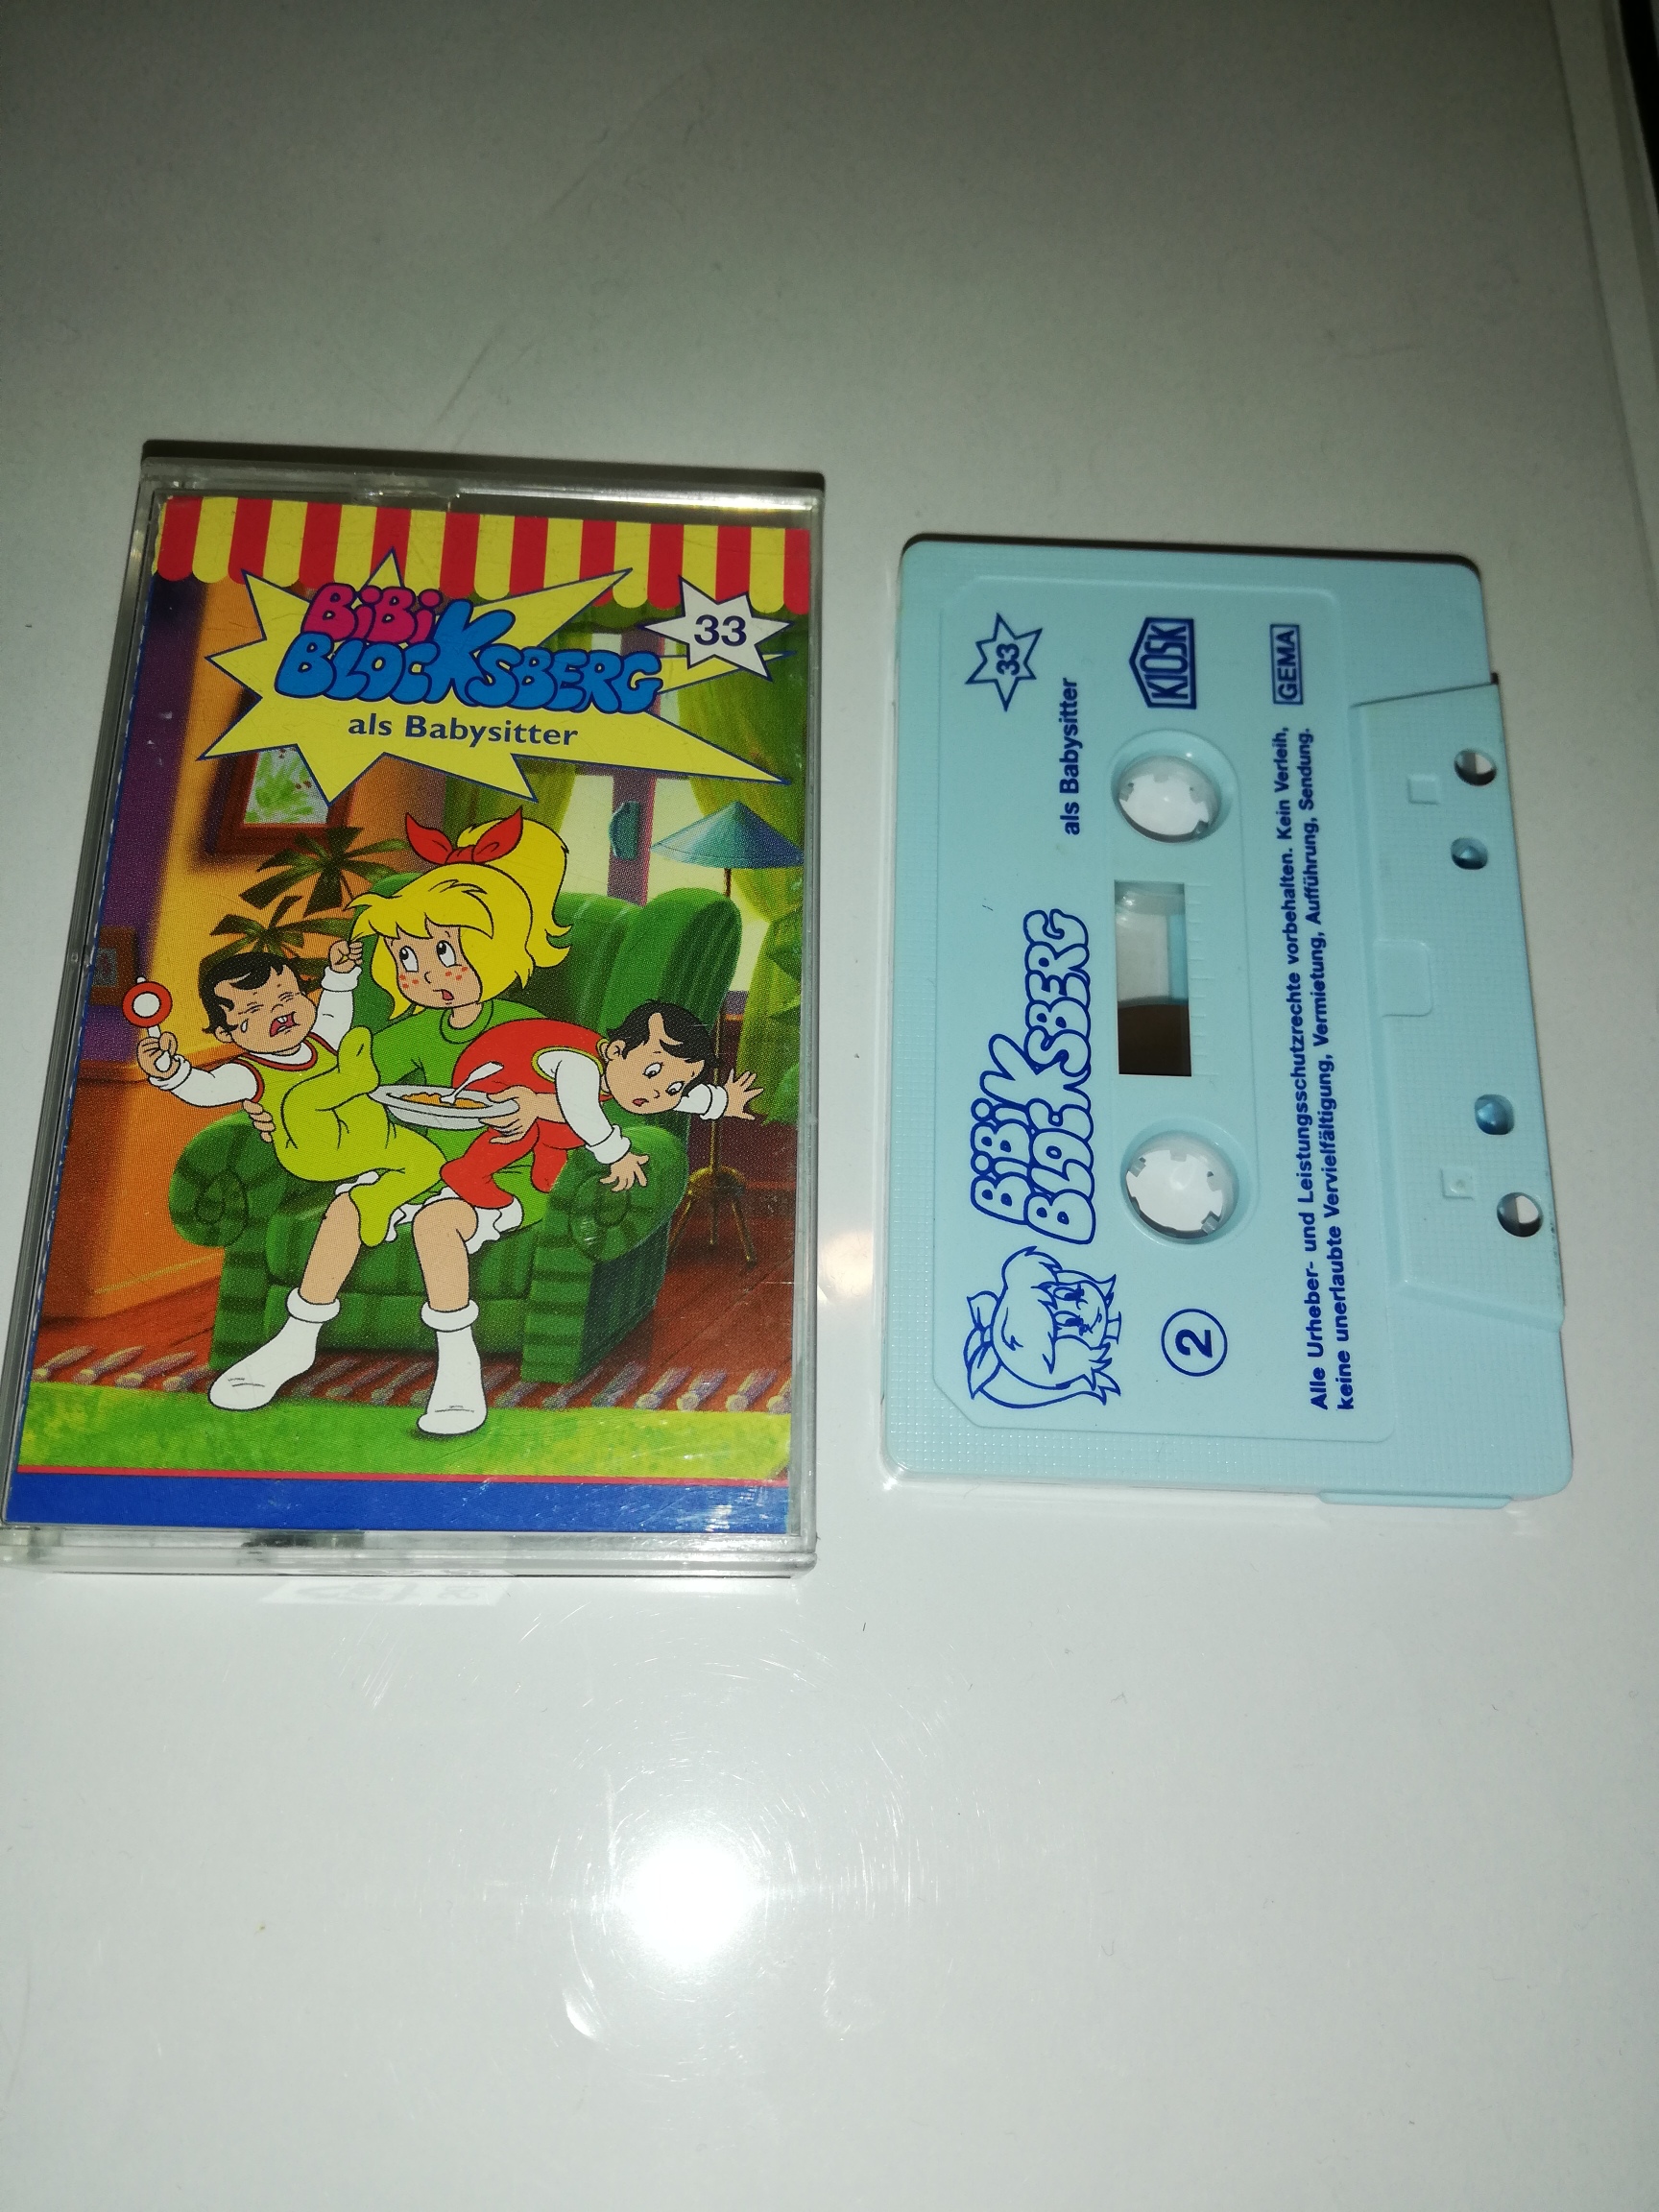 BiBi
BLOCKSBERG
als Babysitter
33
33
als Babysitter
BiBi
BLOCKSBERG
KIOSK
2
GEMA
Alle Urheber- und Leistungsschutzrechte vorbehalten. Kein Verleih,
keine unerlaubte Vervielfältigung, Vermietung, Aufführung, Sendung.